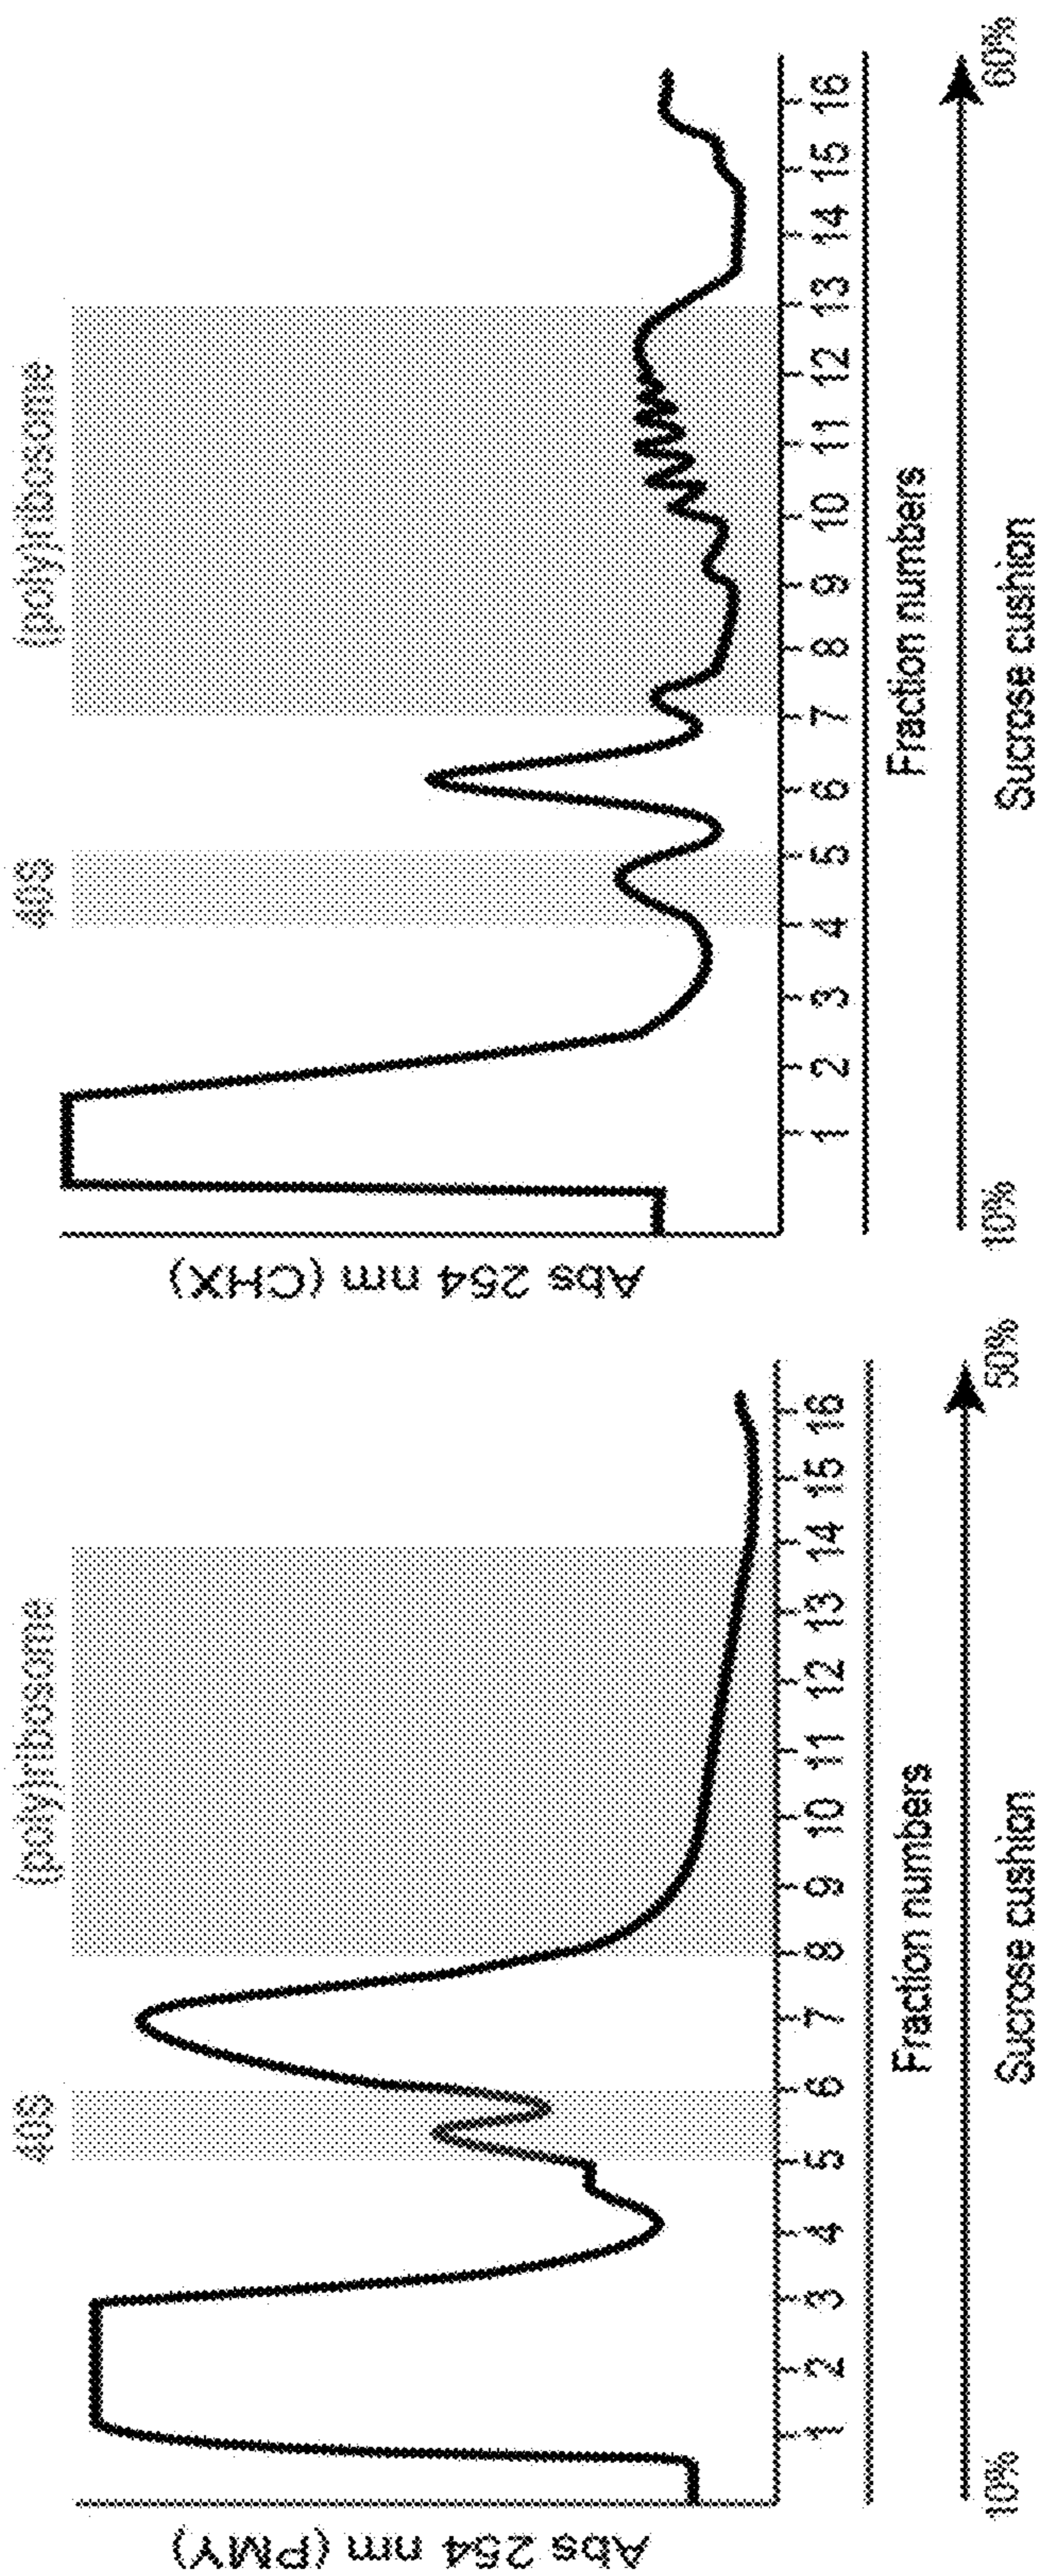 40S (poly)ribosome
Abs 254 nm (PMY)
1 2 3 4 5 6 7 8 9 10 11 12 13 14 15 16
Fraction numbers
10% 50%
Sucrose cushion
40S (poly)ribosome
Abs 254 nm (CHX)
1 2 3 4 5 6 7 8 9 10 11 12 13 14 15 16
Fraction numbers
10% 60%
Sucrose cushion